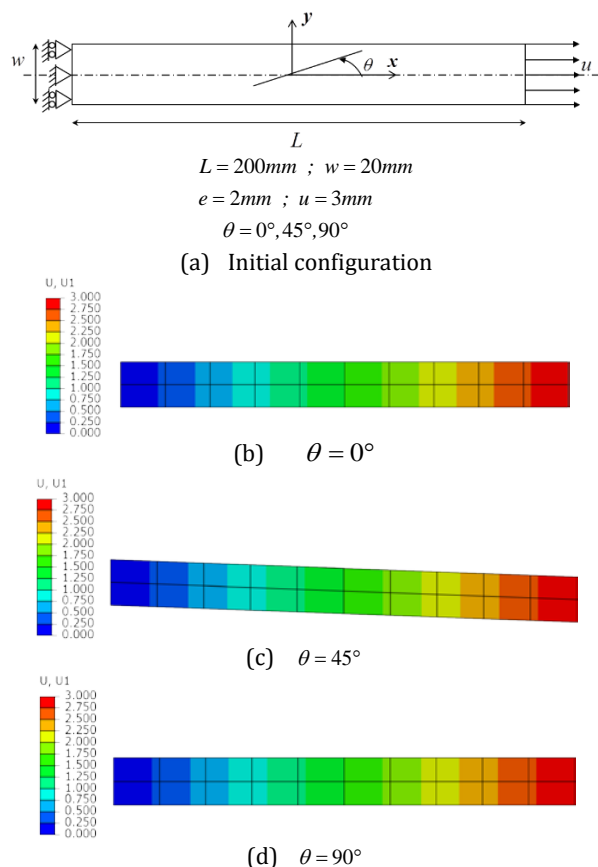 y
w
θ
x
u
L
L = 200mm ; w = 20mm
e = 2mm ; u = 3mm
θ = 0°, 45°, 90°
(a) Initial configuration
U, U1
3.000
2.750
2.500
2.250
2.000
1.750
1.500
1.250
1.000
0.750
0.500
0.250
0.000
(b) θ = 0°
U, U1
3.000
2.750
2.500
2.250
2.000
1.750
1.500
1.250
1.000
0.750
0.500
0.250
0.000
(c) θ = 45°
U, U1
3.000
2.750
2.500
2.250
2.000
1.750
1.500
1.250
1.000
0.750
0.500
0.250
0.000
(d) θ = 90°